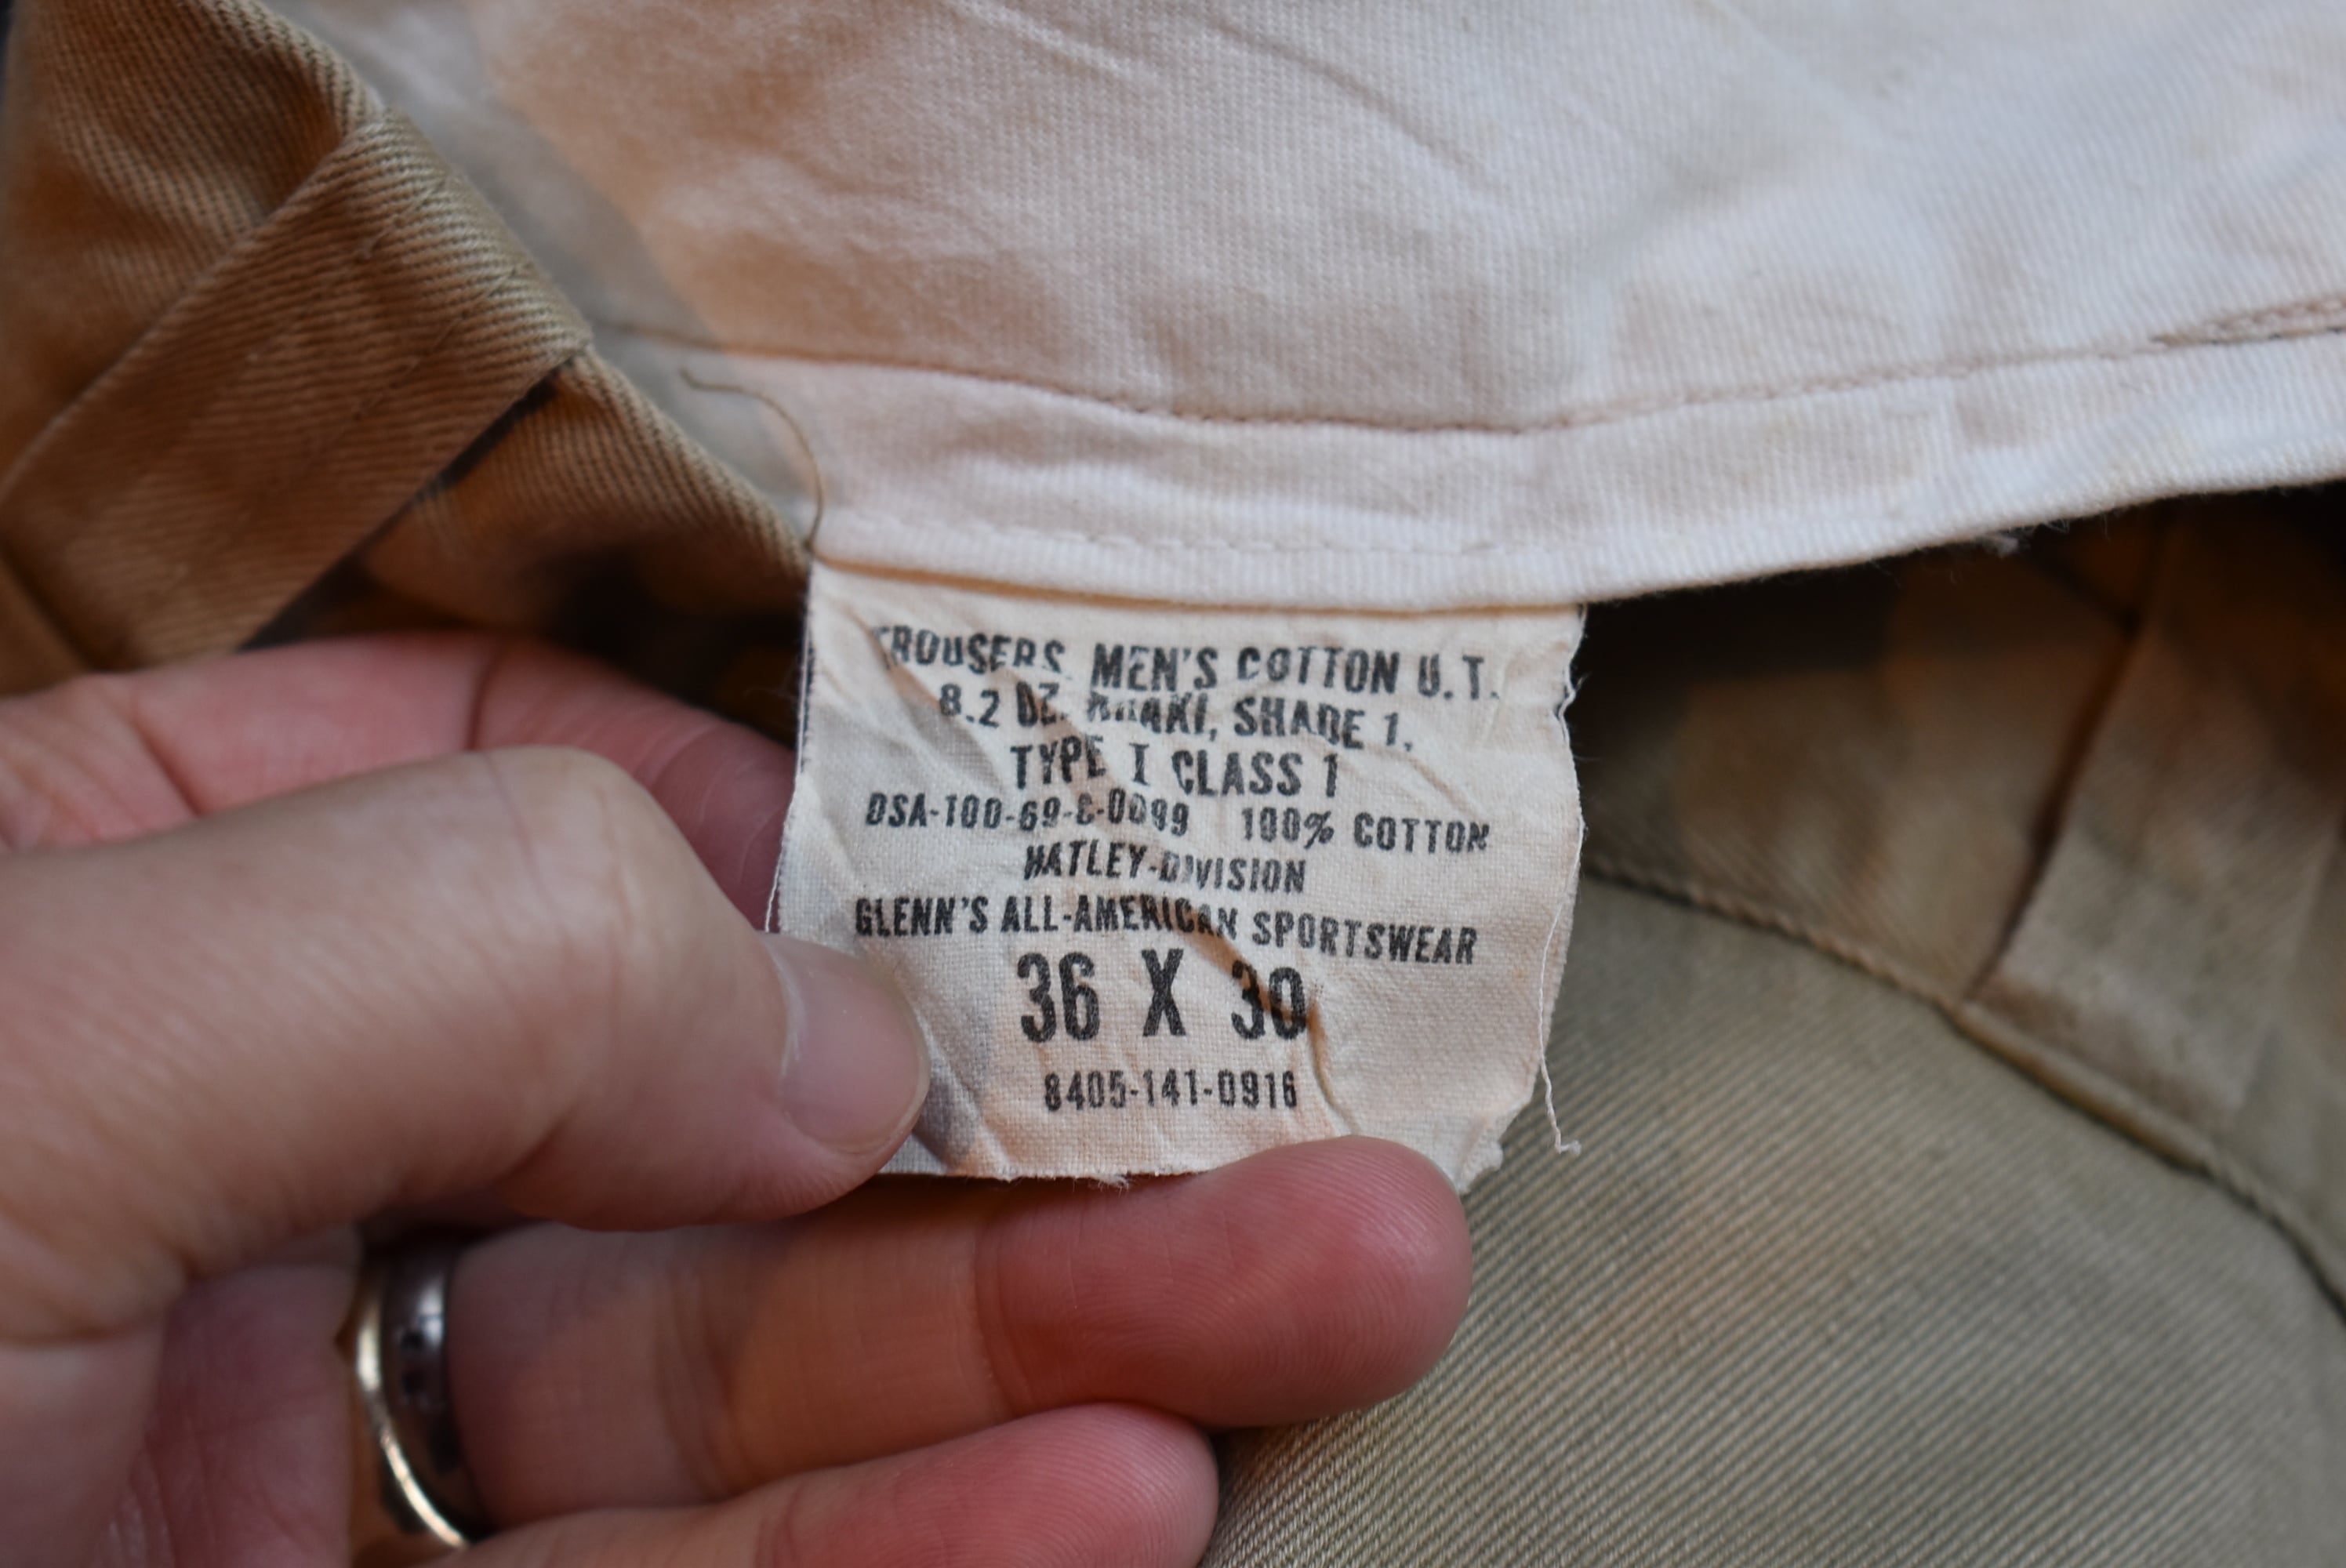 TROUSERS, MEN'S COTTON U.T.
8.2 OZ. KHAKI, SHADE 1,
TYPE I CLASS 1
DSA-100-69-C-0099 100% COTTON
HATLEY-DIVISION
GLENN'S ALL-AMERICAN SPORTSWEAR
36 X 30
8405-141-0916